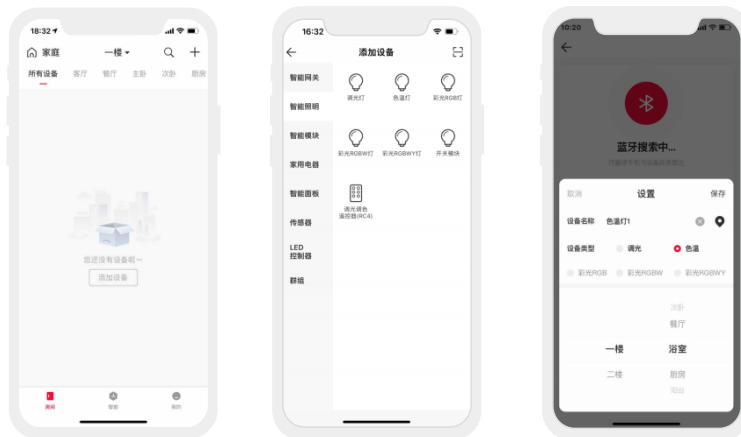 18:32
家庭
一楼
所有设备 客厅 餐厅 主卧 次卧 厨房
您还没有设备呢~
添加设备
房间 智能 我的
16:32
添加设备
智能网关
智能照明
智能模块
家用电器
智能面板
传感器
LED
控制器
群组
调光灯 色温灯 彩光RGB灯
彩光RGBW灯 彩光RGBWY灯 开关模块
调光调色
遥控器(RC4)
10:20
蓝牙搜索中...
取消 设置 保存
设备名称 色温灯1
设备类型 调光 色温
彩光RGB 彩光RGBW 彩光RGBWY
次卧
餐厅
一楼 浴室
二楼 厨房
阳台